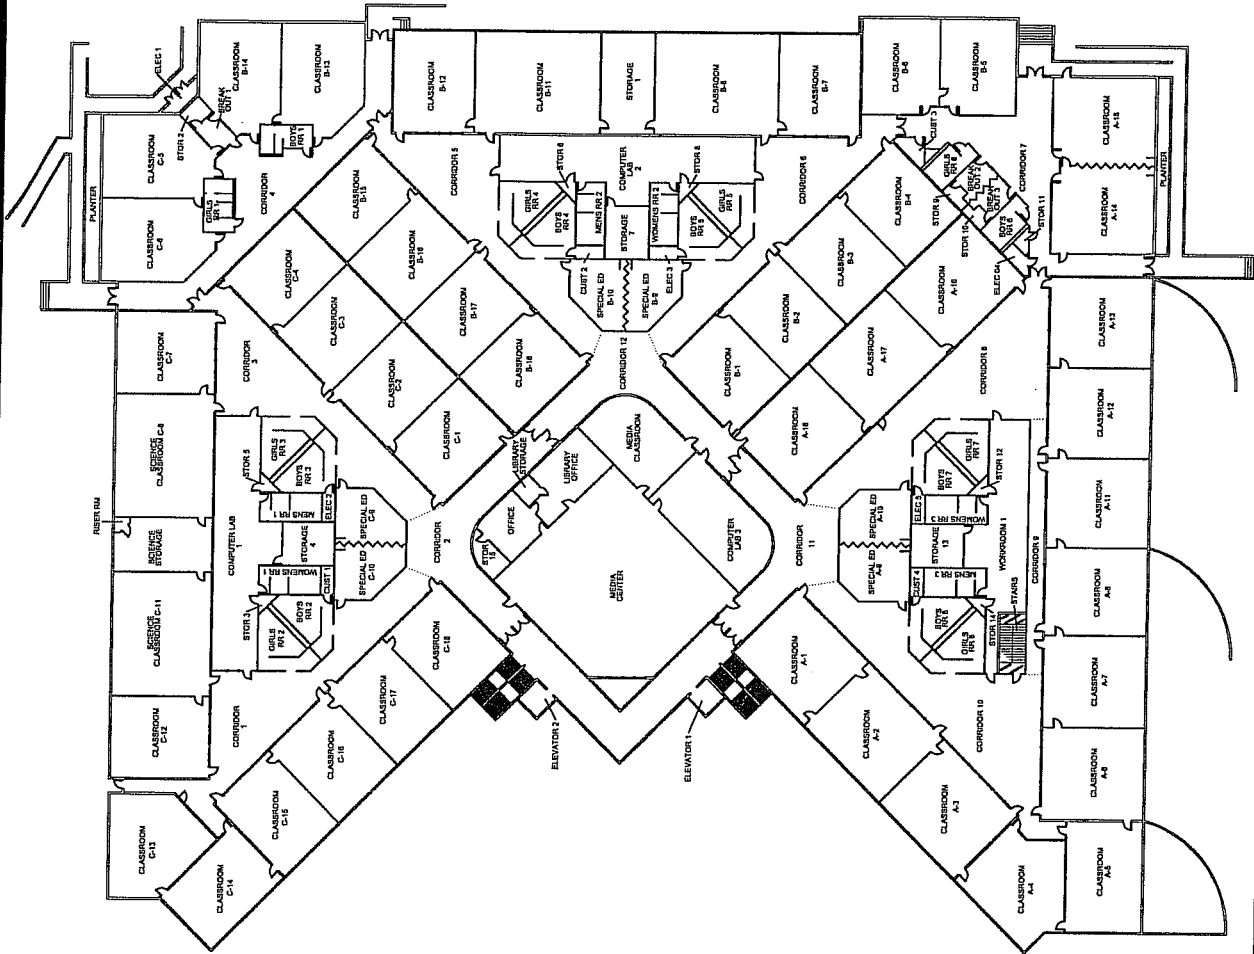 ELEC 1
CLASSROOM
B-14
CLASSROOM
B-13
BREAK
OUT 1
STOR 2
BOYS
RR 1
CLASSROOM
C-5
CLASSROOM
C-6
PLANTER
GIRLS
RR 1
CORRIDOR
4
CLASSROOM
B-12
CLASSROOM
B-11
STORAGE
1
CLASSROOM
B-8
CLASSROOM
B-7
CLASSROOM
B-6
CLASSROOM
B-5
CUST 3
CLASSROOM
A-15
CLASSROOM
A-14
PLANTER
CORRIDOR 7
GIRLS
RR 6
BREAK
OUT 2
BREAK
OUT 3
BOYS
RR 6
STOR 9
STOR 10
STOR 11
ELEC 04
CORRIDOR 5
STOR 6
COMPUTER
LAB
2
STOR 8
GIRLS
RR 4
BOYS
RR 4
MENS RR 2
STORAGE
7
WOMENS RR 2
BOYS
RR 5
GIRLS
RR 5
CUST 2
SPECIAL ED
B-10
SPECIAL ED
B-9
ELEC 3
CORRIDOR 6
CORRIDOR 12
CLASSROOM
B-15
CLASSROOM
B-16
CLASSROOM
B-17
CLASSROOM
B-18
CLASSROOM
C-4
CLASSROOM
C-3
CLASSROOM
C-2
CLASSROOM
C-1
CLASSROOM
B-4
CLASSROOM
B-3
CLASSROOM
B-2
CLASSROOM
B-1
CLASSROOM
A-16
CLASSROOM
A-17
CLASSROOM
A-18
CLASSROOM
C-7
SCIENCE
CLASSROOM C-8
RISER RM
SCIENCE
STORAGE
SCIENCE
CLASSROOM C-11
CLASSROOM
C-12
CORRIDOR
3
COMPUTER LAB
1
STOR 5
GIRLS
RR 3
BOYS
RR 3
MENS RR 1
ELEC 2
STORAGE
4
WOMENS RR 1
CUST 1
STOR 3
GIRLS
RR 2
BOYS
RR 2
SPECIAL ED
C-9
SPECIAL ED
C-10
CORRIDOR
2
CORRIDOR
1
LIBRARY
STORAGE
LIBRARY
OFFICE
OFFICE
STOR
15
MEDIA
CLASSROOM
MEDIA
CENTER
COMPUTER
LAB 3
CORRIDOR
11
CORRIDOR 8
SPECIAL ED
A-10
SPECIAL ED
A-9
ELEC 5
GIRLS
RR 7
BOYS
RR 7
STOR 12
WOMENS RR 3
STORAGE
13
WORKROOM 1
MENS RR 3
CUST 4
BOYS
RR 8
GIRLS
RR 8
STOR 14
STAIRS
CORRIDOR 9
CORRIDOR 10
CLASSROOM
A-13
CLASSROOM
A-12
CLASSROOM
A-11
CLASSROOM
A-8
CLASSROOM
A-7
CLASSROOM
A-6
CLASSROOM
A-5
CLASSROOM
A-4
CLASSROOM
A-3
CLASSROOM
A-2
CLASSROOM
A-1
CLASSROOM
C-18
CLASSROOM
C-17
CLASSROOM
C-16
CLASSROOM
C-15
CLASSROOM
C-14
CLASSROOM
C-13
ELEVATOR 2
ELEVATOR 1